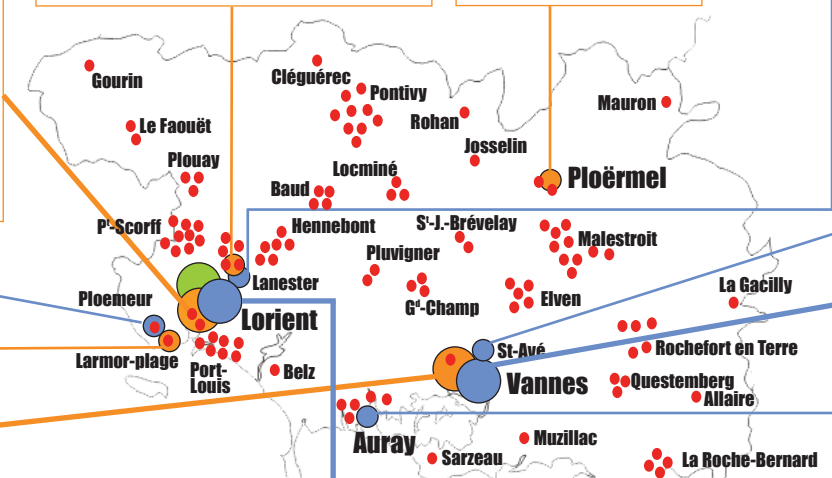 Gourin
Cléguérec
Pontivy
Mauron
Rohan
Le Faouët
Josselin
Plouay
Locminé
Ploërmel
Baud
Pt-Scorff
Hennebont
St-J.-Brévelay
Malestroit
Pluvigner
Lanester
La Gacilly
Ploemeur
Gd-Champ
Elven
Lorient
St-Avé
Rochefort en Terre
Larmor-plage
Port-
Louis
Belz
Vannes
Questemberg
Allaire
Auray
Muzillac
Sarzeau
La Roche-Bernard